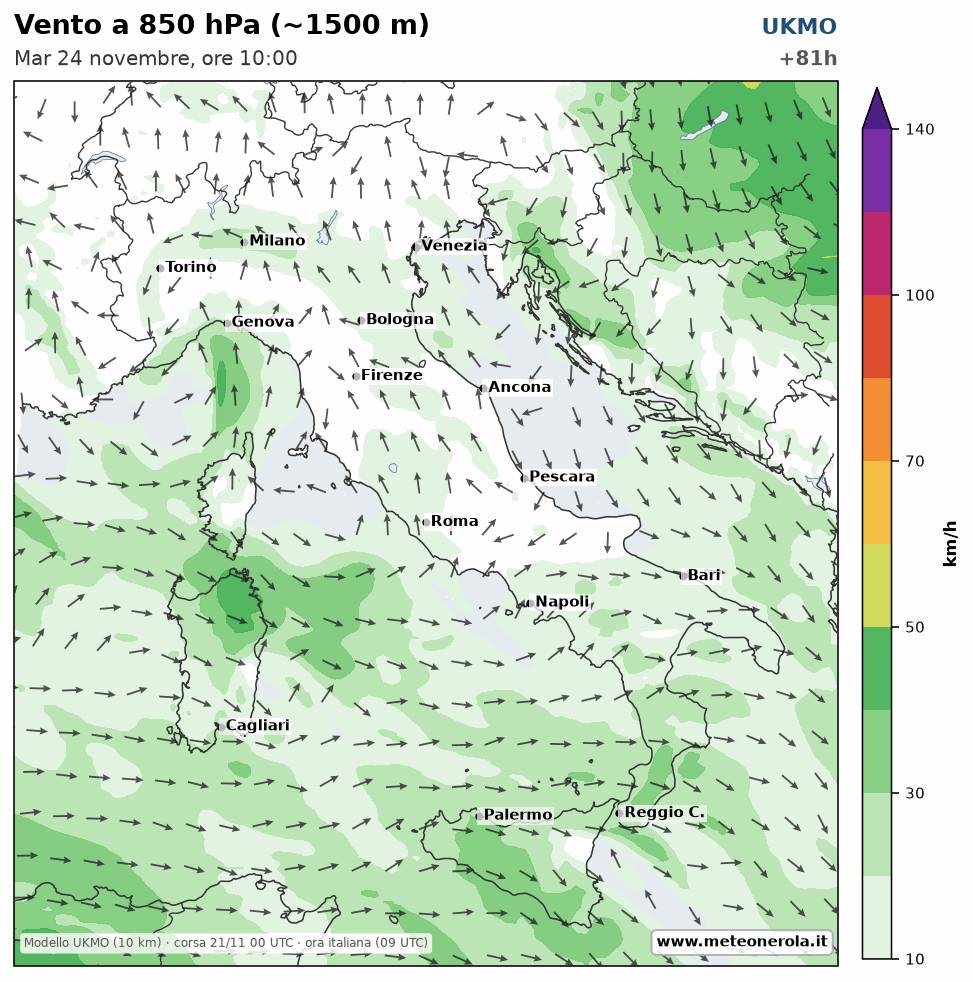 Vento a 850 hPa (~1500 m)
UKMO
Mar 24 novembre, ore 10:00
+81h
140
Milano
Venezia
Torino
100
Genova
Bologna
Firenze
Ancona
70
Pescara
Roma
km/h
Bari
Napoli
50
Cagliari
30
Palermo
Reggio C.
Modello UKMO (10 km) · corsa 21/11 00 UTC · ora italiana (09 UTC)
www.meteonerola.it
10